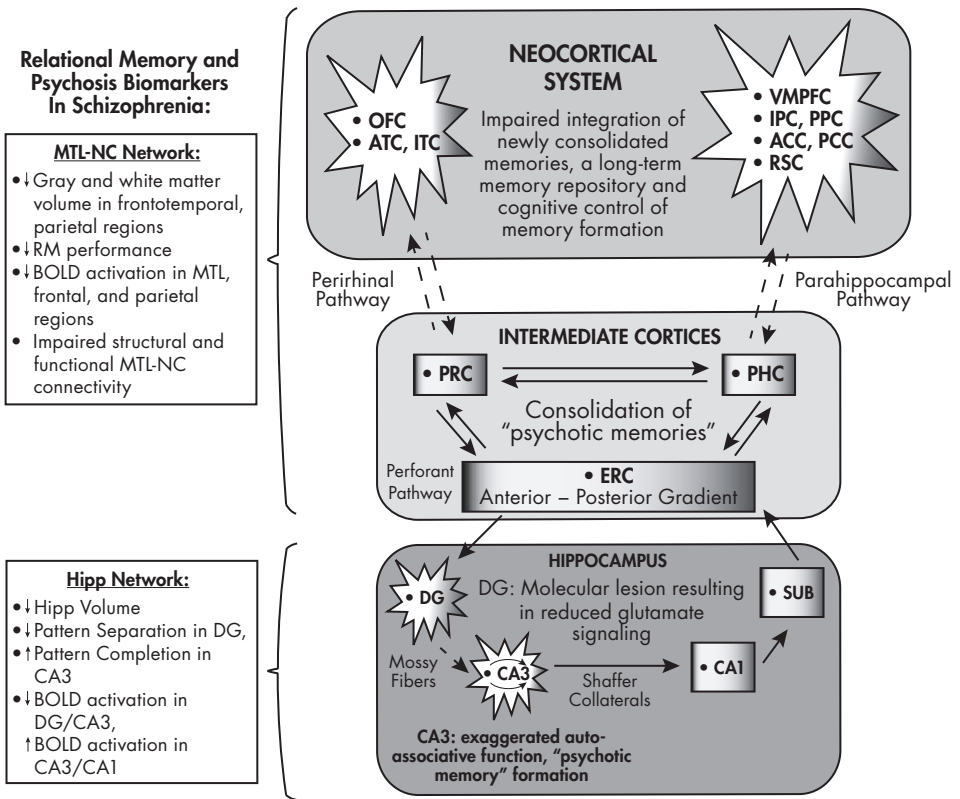 Relational Memory and
Psychosis Biomarkers
In Schizophrenia:
MTL-NC Network:
•↓Gray and white matter
volume in frontotemporal,
parietal regions
•↓RM performance
•↓BOLD activation in MTL,
frontal, and parietal
regions
• Impaired structural and
functional MTL-NC
connectivity
NEOCORTICAL
SYSTEM
Impaired integration of
newly consolidated
memories, a long-term
memory repository and
cognitive control of
memory formation
• OFC
• ATC, ITC
• VMPFC
• IPC, PPC
• ACC, PCC
• RSC
Perirhinal
Pathway
Parahippocampal
Pathway
INTERMEDIATE CORTICES
• PRC
• PHC
Consolidation of
“psychotic memories”
Perforant
Pathway
• ERC
Anterior – Posterior Gradient
Hipp Network:
•↓Hipp Volume
•↓Pattern Separation in DG,
•↑Pattern Completion in
CA3
•↓BOLD activation in
DG/CA3,
↑BOLD activation in
CA3/CA1
HIPPOCAMPUS
DG: Molecular lesion resulting
in reduced glutamate
signaling
• DG
• SUB
Mossy
Fibers
• CA3
Shaffer
Collaterals
• CA1
CA3: exaggerated auto-
associative function, “psychotic
memory” formation